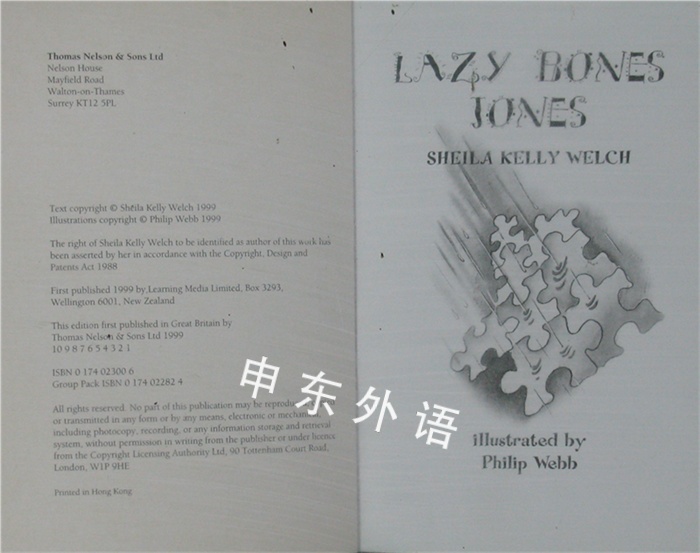 Thomas Nelson & Sons Ltd
Nelson House
Mayfield Road
Walton-on-Thames
Surrey KT12 5PL
Text copyright © Sheila Kelly Welch 1999
Illustrations copyright © Philip Webb 1999
The right of Sheila Kelly Welch to be identified as author of this work has
been asserted by her in accordance with the Copyright, Design and
Patents Act 1988
First published 1999 by Learning Media Limited, Box 3293,
Wellington 6001, New Zealand
This edition first published in Great Britain by
Thomas Nelson & Sons Ltd 1999
10 9 8 7 6 5 4 3 2 1
ISBN 0 174 02300 6
Group Pack ISBN 0 174 02282 4
All rights reserved. No part of this publication may be reproduced
or transmitted in any form or by any means, electronic or
including photocopy, recording, or any information storage and retrieval
system, without permission in writing from the publisher or under licence
from the Copyright Licensing Authority Ltd, 90 Tottenham Court Road,
London, W1P 9HE
Printed in Hong Kong
LAZY BONES
JONES
SHEILA KELLY WELCH
illustrated by
Philip Webb
申东外语